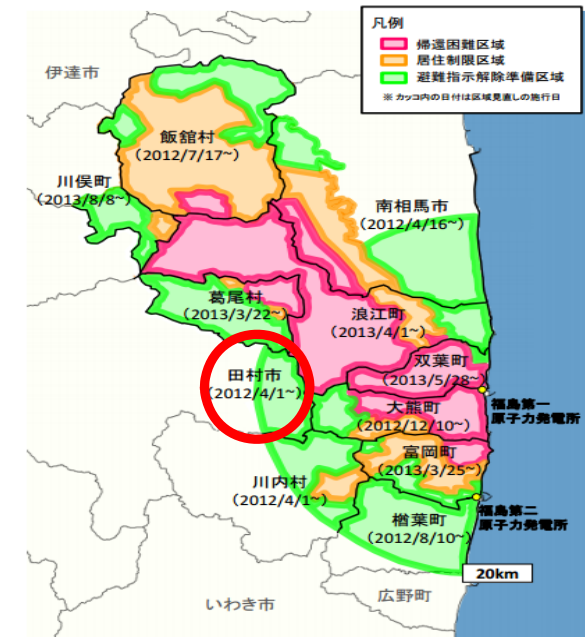 凡例
帰還困難区域
居住制限区域
避難指示解除準備区域
※ カッコ内の日付は区域見直しの施行日
伊達市
飯舘村
(2012/7/17~)
川俣町
(2013/8/8~)
南相馬市
(2012/4/16~)
葛尾村
(2013/3/22~)
浪江町
(2013/4/1~)
双葉町
(2013/5/28~)
田村市
(2012/4/1~)
大熊町
(2012/12/10~)
福島第一
原子力発電所
富岡町
(2013/3/25~)
川内村
(2012/4/1~)
楢葉町
(2012/8/10~)
福島第二
原子力発電所
20km
広野町
いわき市